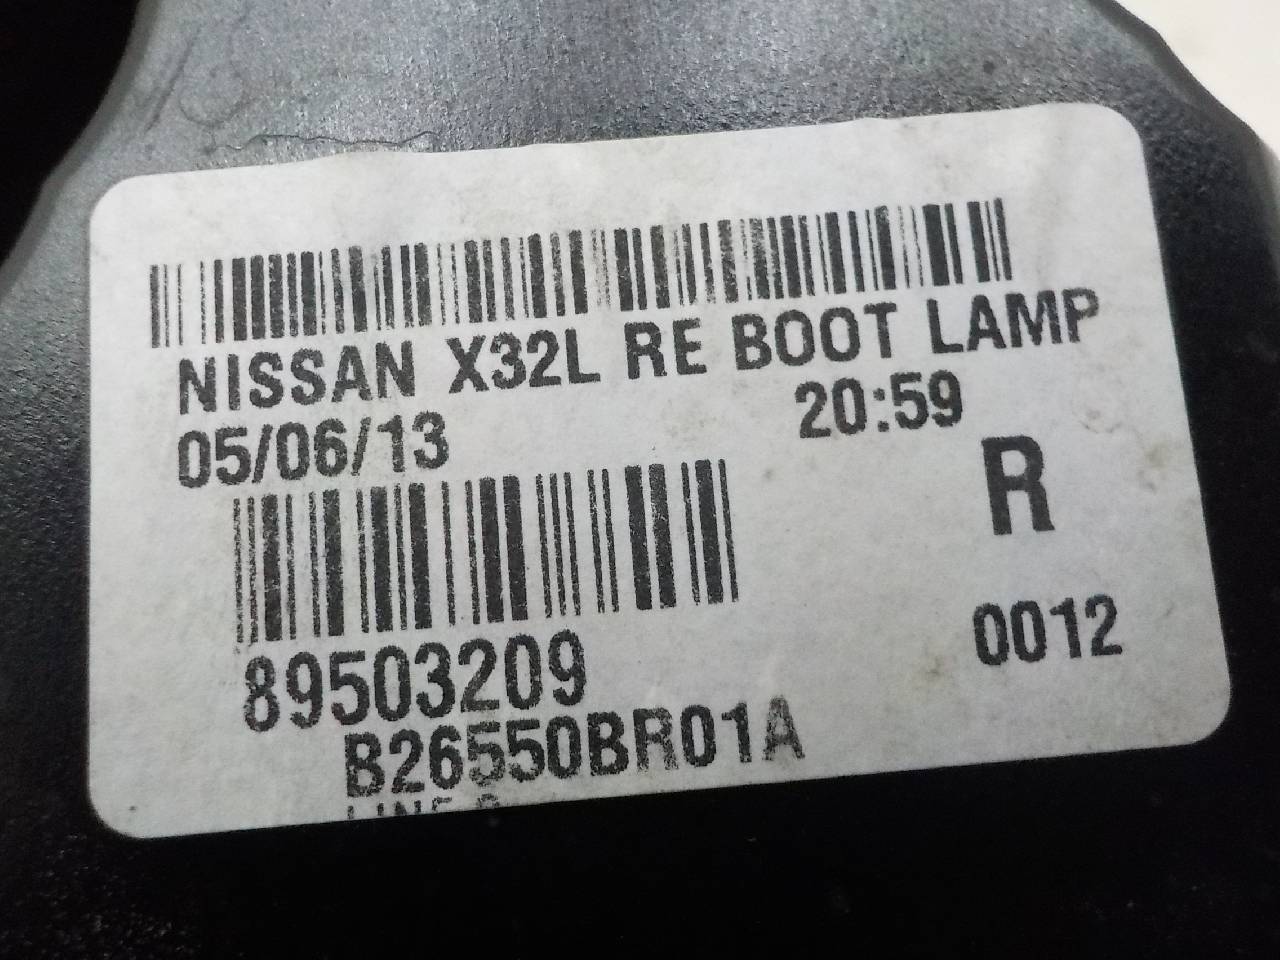 NISSAN X32L RE BOOT LAMP
05/06/13 20:59
R
89503209 0012
B26550BR01A